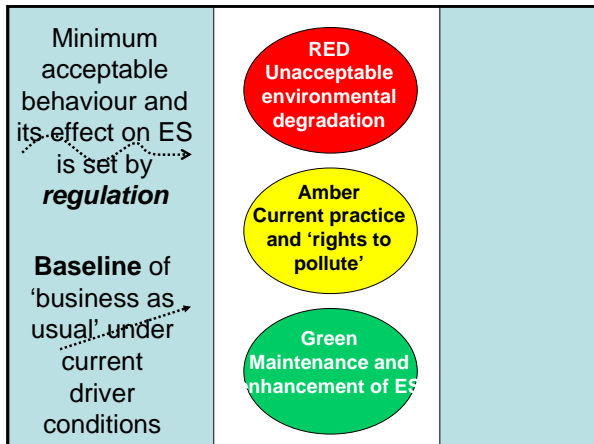 Minimum
acceptable
behaviour and
its effect on ES
is set by
regulation
Baseline of
‘business as
usual’ under
current
driver
conditions
RED
Unacceptable
environmental
degradation
Amber
Current practice
and ‘rights to
pollute’
Green
Maintenance and
enhancement of ES